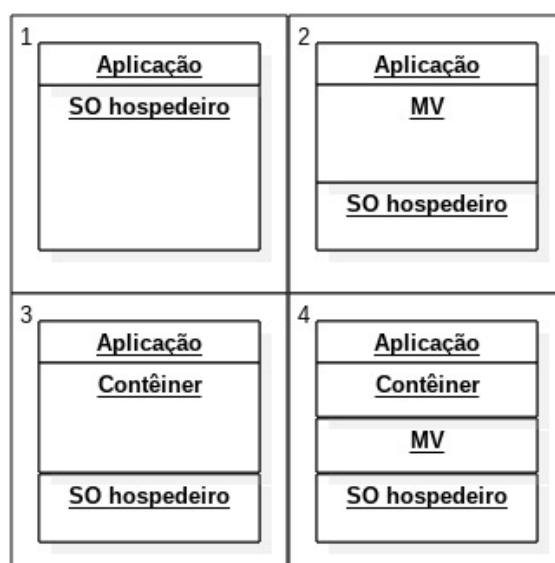 1
Aplicação
SO hospedeiro
2
Aplicação
MV
SO hospedeiro
3
Aplicação
Contêiner
SO hospedeiro
4
Aplicação
Contêiner
MV
SO hospedeiro